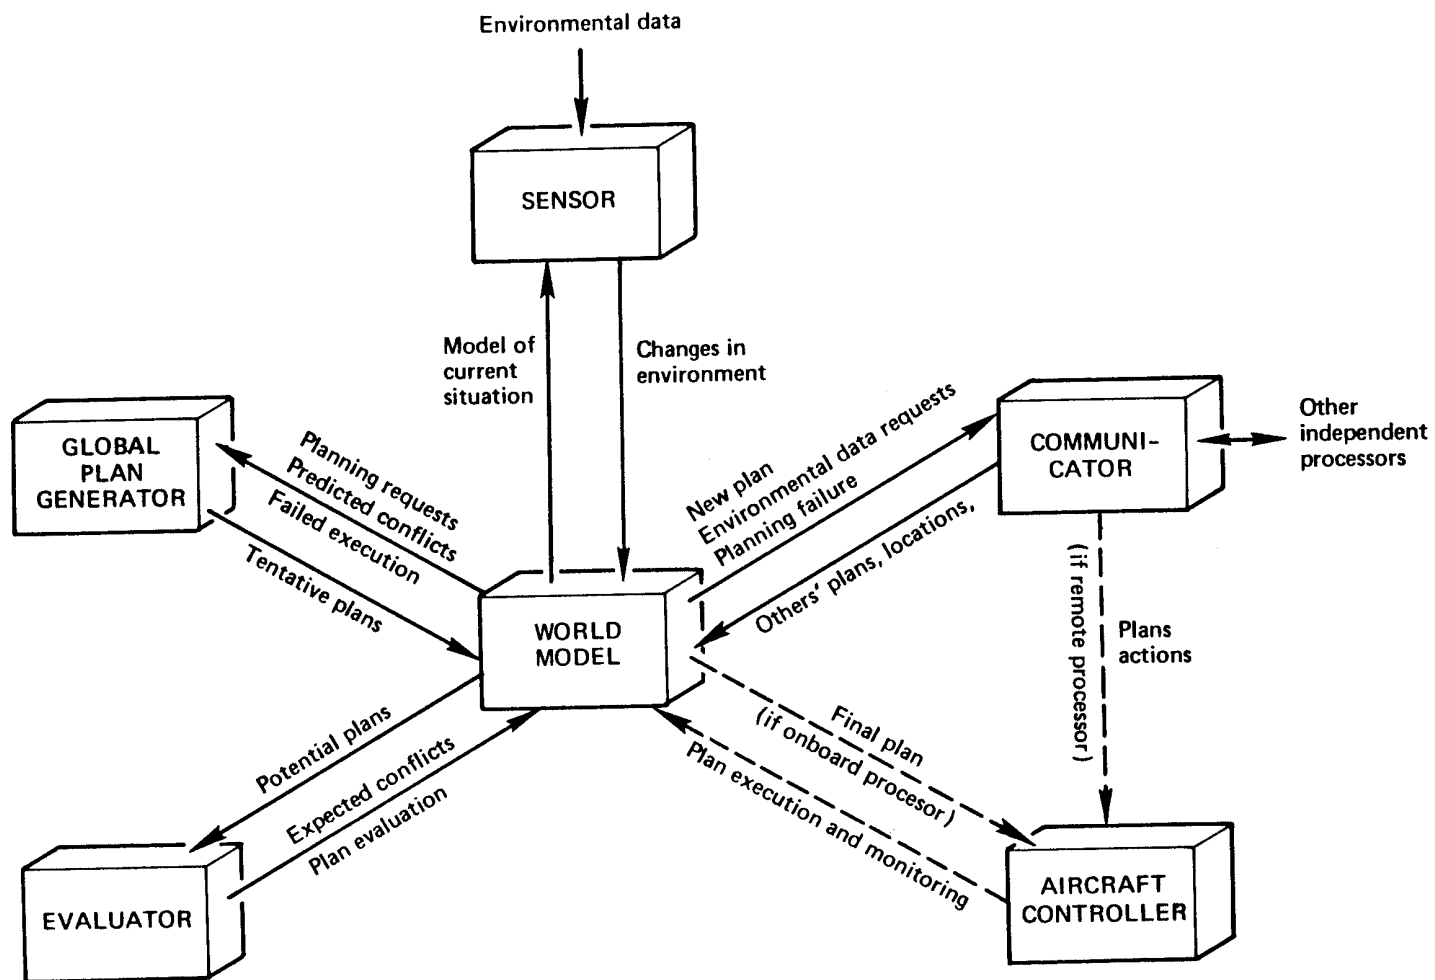 Environmental data
SENSOR
Model of
current
situation
Changes in
environment
GLOBAL
PLAN
GENERATOR
Planning requests
Predicted conflicts
Failed execution
Tentative plans
New plan
Environmental data requests
Planning failure
Others' plans, locations,
COMMUNI-
CATOR
Other
independent
processors
WORLD
MODEL
(if remote processor)
Plans
actions
Potential plans
Expected conflicts
Plan evaluation
Final plan
(if onboard procesor)
Plan execution and monitoring
EVALUATOR
AIRCRAFT
CONTROLLER